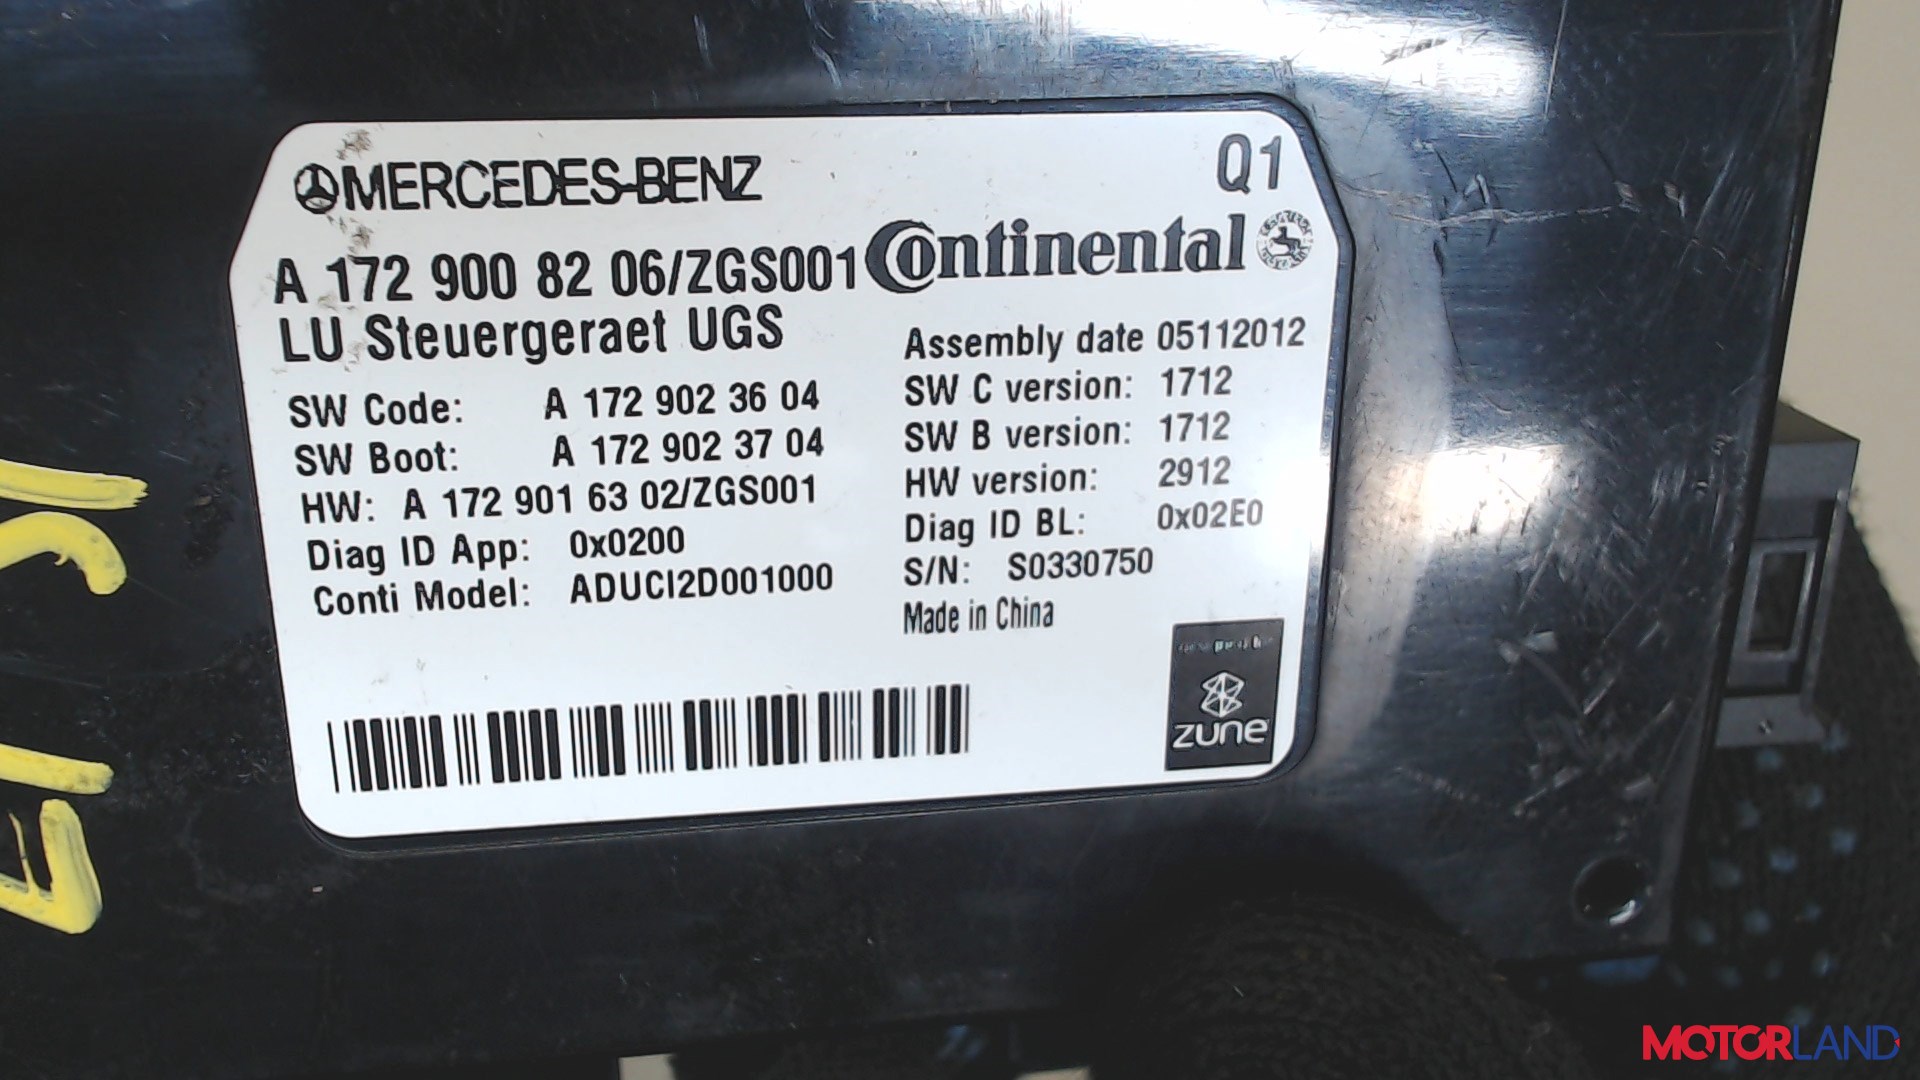 MERCEDES-BENZ
Q1
A 172 900 82 06/ZGS001
Continental
LU Steuergeraet UGS
SW Code: A 172 902 36 04
SW Boot: A 172 902 37 04
HW: A 172 901 63 02/ZGS001
Diag ID App: 0x0200
Conti Model: ADUCI2D001000
Assembly date 05112012
SW C version: 1712
SW B version: 1712
HW version: 2912
Diag ID BL: 0x02E0
S/N: S0330750
Made in China
zune
MOTORLAND